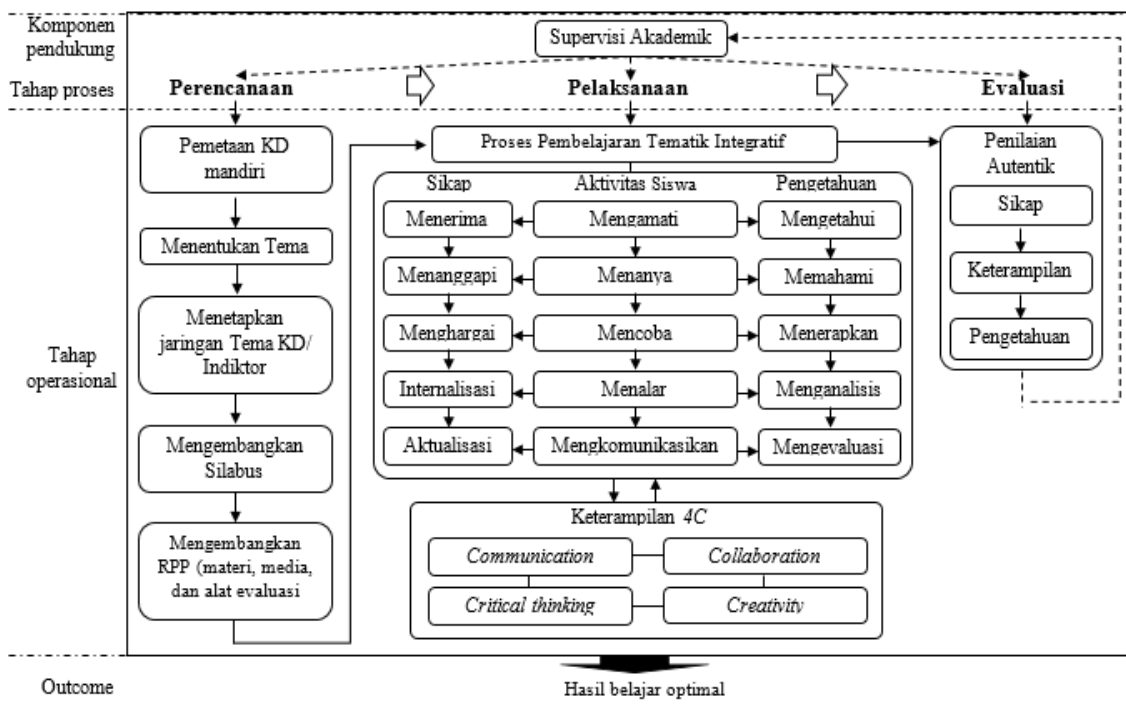 Komponen
pendukung
Supervisi Akademik
Tahap proses
Perencanaan
Pelaksanaan
Evaluasi
Tahap
operasional
Pemetaan KD
mandiri
Menentukan Tema
Menetapkan
jaringan Tema KD/
Indiktor
Mengembangkan
Silabus
Mengembangkan
RPP (materi, media,
dan alat evaluasi
Proses Pembelajaran Tematik Integratif
Sikap
Aktivitas Siswa
Pengetahuan
Menerima
Mengamati
Mengetahui
Menanggapi
Menanya
Memahami
Menghargai
Mencoba
Menerapkan
Internalisasi
Menalar
Menganalisis
Aktualisasi
Mengkomunikasikan
Mengevaluasi
Keterampilan 4C
Communication
Collaboration
Critical thinking
Creativity
Penilaian
Autentik
Sikap
Keterampilan
Pengetahuan
Outcome
Hasil belajar optimal